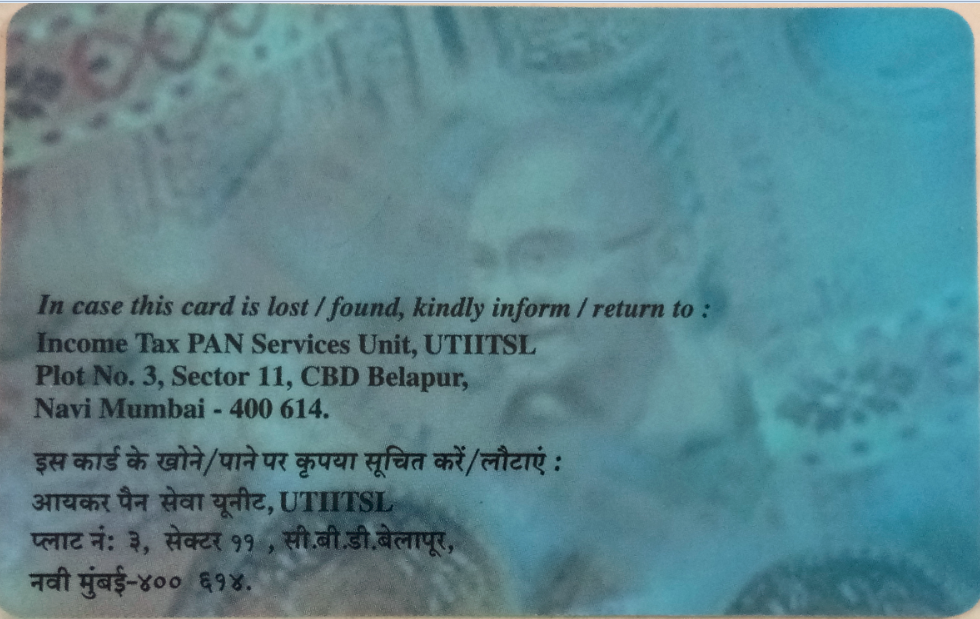 In case this card is lost / found, kindly inform / return to :
Income Tax PAN Services Unit, UTIITSL
Plot No. 3, Sector 11, CBD Belapur,
Navi Mumbai - 400 614.
इस कार्ड के खोने/पाने पर कृपया सूचित करें/लौटाएं :
आयकर पैन सेवा यूनीट, UTIITSL
प्लाट नं: ३, सेक्टर ११ , सी.बी.डी.बेलापूर,
नवी मुंबई-४०० ६१४.